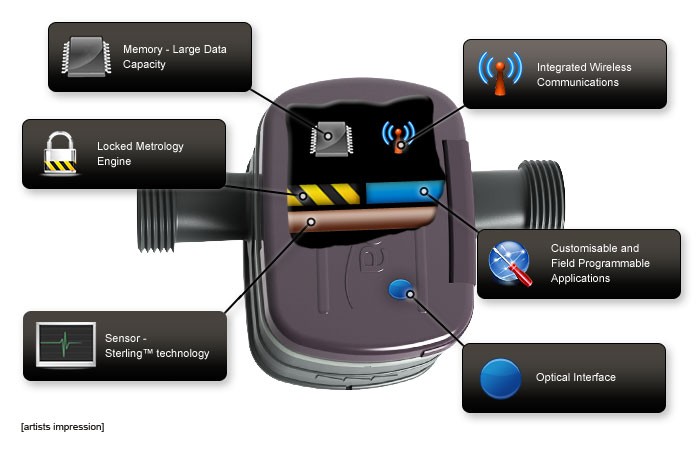 Memory - Large Data
Capacity
Integrated Wireless
Communications
Locked Metrology
Engine
Customisable and
Field Programmable
Applications
Sensor -
Sterling™ technology
Optical Interface
[artists impression]